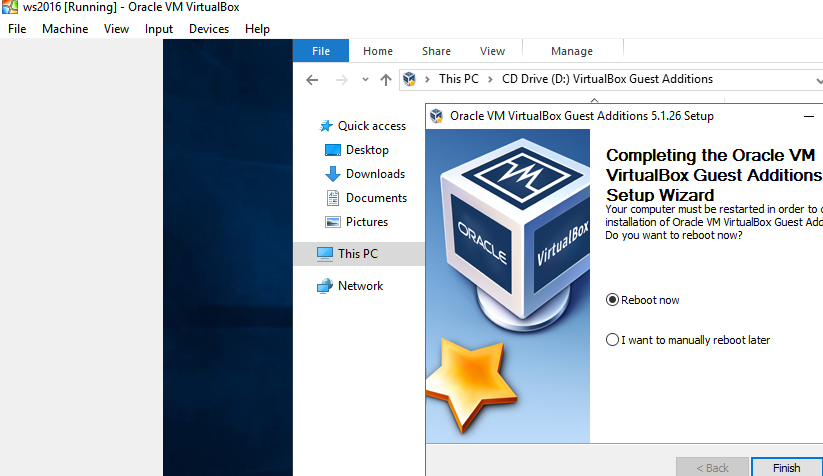 ws2016 [Running] - Oracle VM VirtualBox
File Machine View Input Devices Help
File Home Share View Manage
This PC CD Drive (D:) VirtualBox Guest Additions
Quick access
Desktop
Downloads
Documents
Pictures
This PC
Network
Oracle VM VirtualBox Guest Additions 5.1.26 Setup
ORACLE
VirtualBox
Completing the Oracle VM
VirtualBox Guest Additions
Setup Wizard
Your computer must be restarted in order to
installation of Oracle VM VirtualBox Guest
Do you want to reboot now?
Reboot now
I want to manually reboot later
< Back Finish